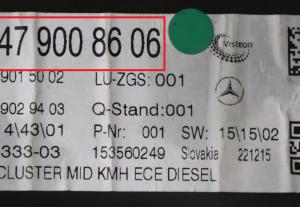 47 900 86 06
Visteon
901 50 02 LU-ZGS: 001
902 94 03 Q-Stand: 001
4/43/01 P-Nr: 001 SW: 15/15/02
333-03 153560249 Slovakia 221215
CLUSTER MID KMH ECE DIESEL